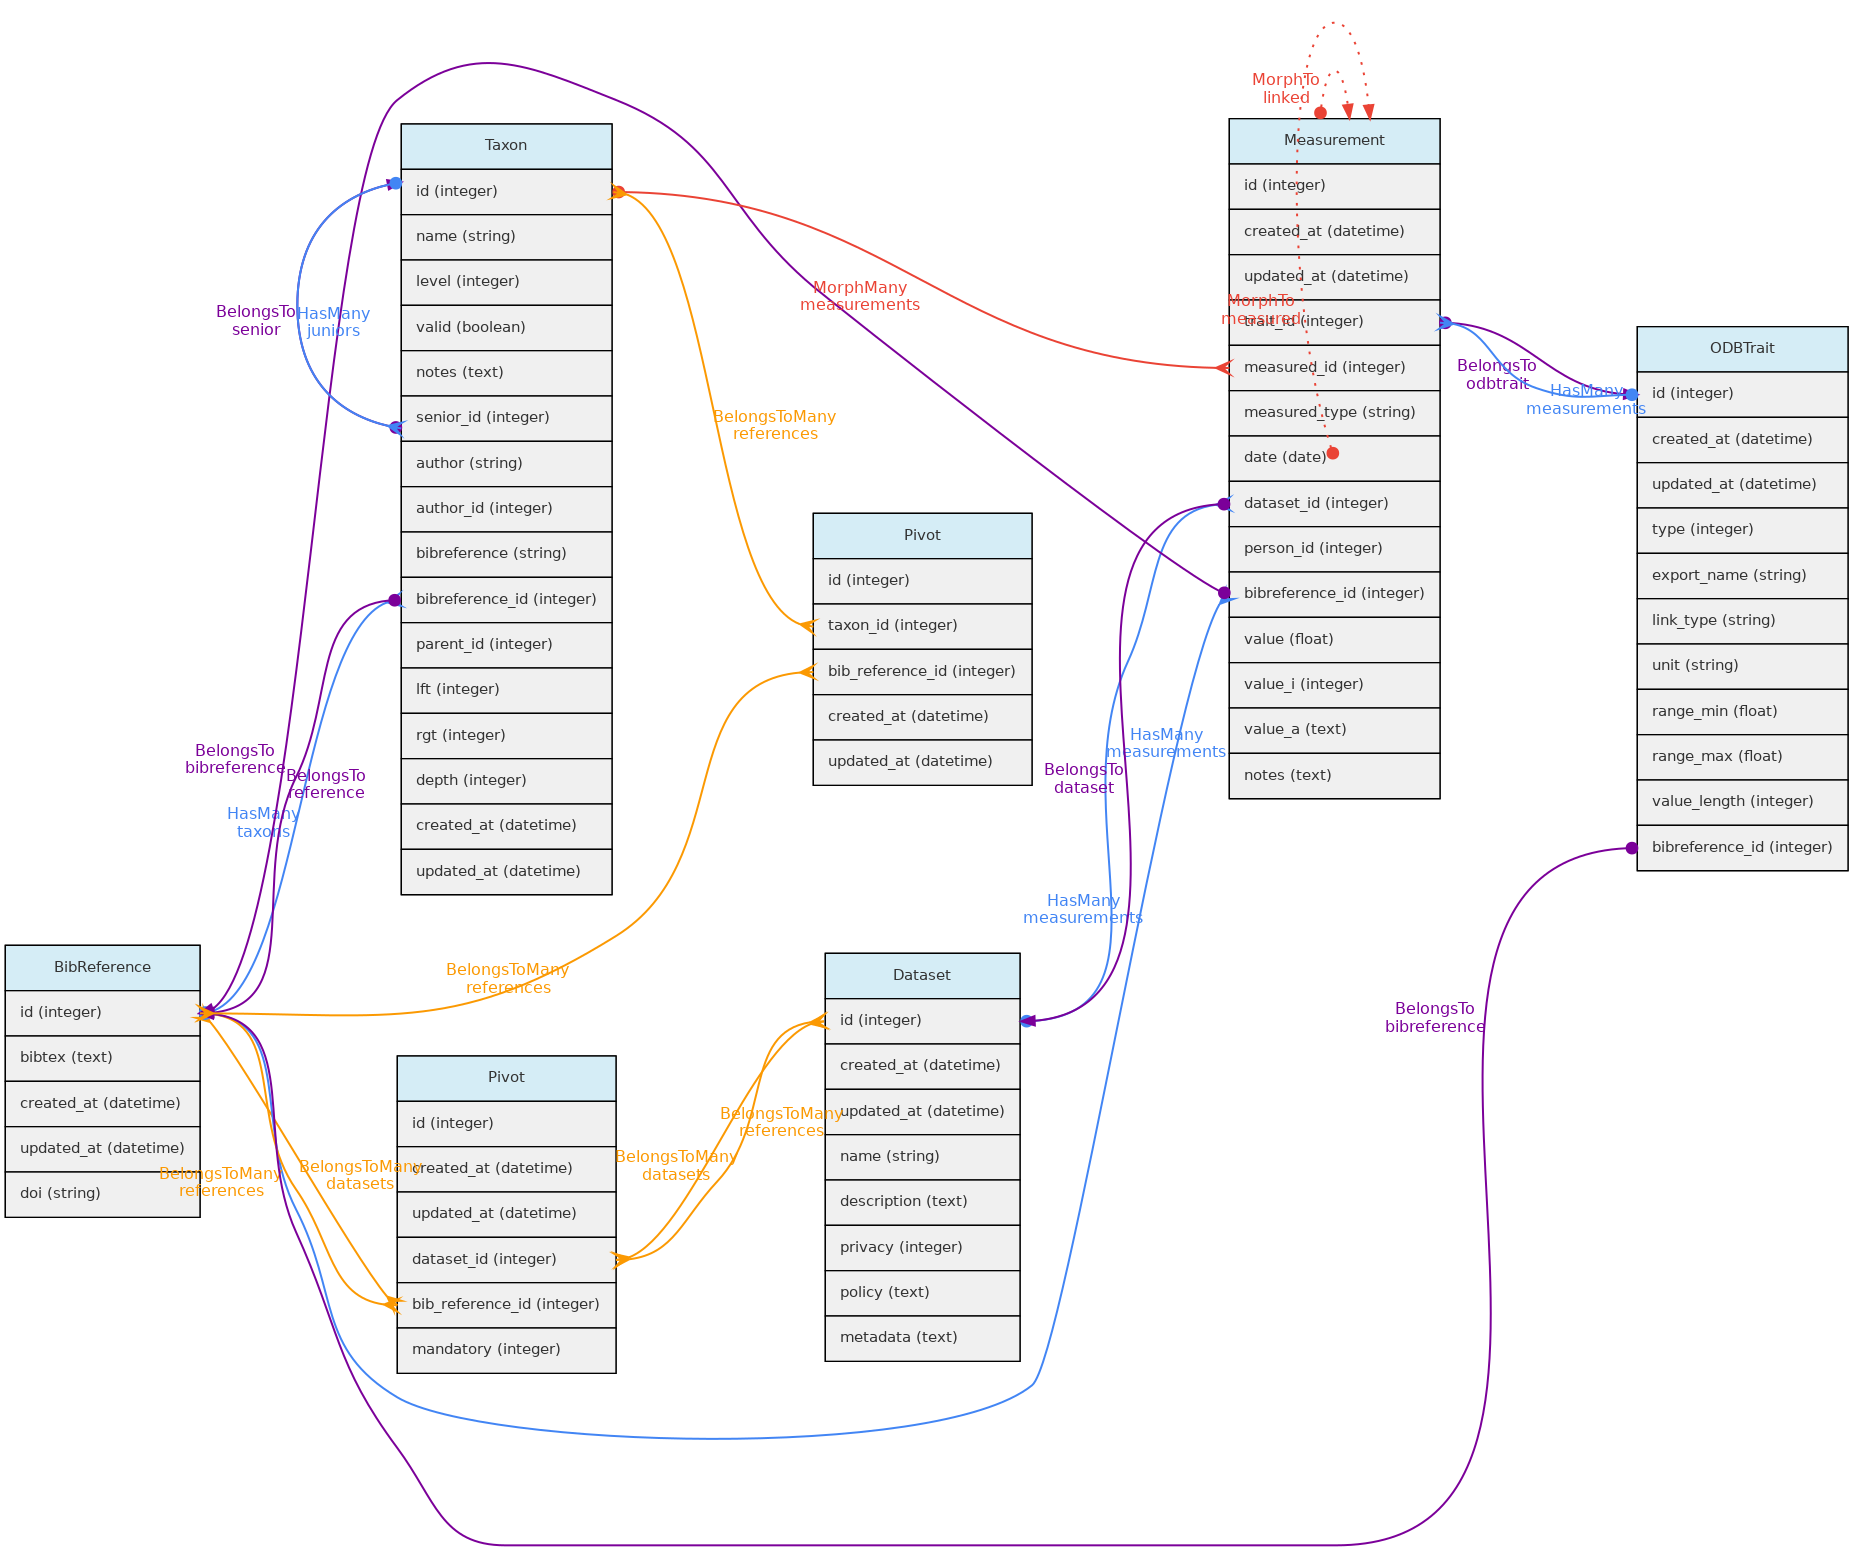 Taxon
id (integer)
name (string)
level (integer)
valid (boolean)
notes (text)
senior_id (integer)
author (string)
author_id (integer)
bibreference (string)
bibreference_id (integer)
parent_id (integer)
lft (integer)
rgt (integer)
depth (integer)
created_at (datetime)
updated_at (datetime)
BelongsTo
senior
HasMany
juniors
MorphMany
measurements
BelongsToMany
references
MorphTo
linked
Measurement
id (integer)
created_at (datetime)
updated_at (datetime)
trait_id (integer)
measured_id (integer)
measured_type (string)
date (date)
dataset_id (integer)
person_id (integer)
bibreference_id (integer)
value (float)
value_i (integer)
value_a (text)
notes (text)
MorphTo
measured
BelongsTo
odbtrait
HasMany
measurements
ODBTrait
id (integer)
created_at (datetime)
updated_at (datetime)
type (integer)
export_name (string)
link_type (string)
unit (string)
range_min (float)
range_max (float)
value_length (integer)
bibreference_id (integer)
Pivot
id (integer)
taxon_id (integer)
bib_reference_id (integer)
created_at (datetime)
updated_at (datetime)
BelongsTo
bibreference
BelongsTo
reference
HasMany
taxons
HasMany
measurements
BelongsTo
dataset
HasMany
measurements
BibReference
id (integer)
bibtex (text)
created_at (datetime)
updated_at (datetime)
doi (string)
BelongsToMany
references
BelongsToMany
references
BelongsToMany
datasets
Pivot
id (integer)
created_at (datetime)
updated_at (datetime)
dataset_id (integer)
bib_reference_id (integer)
mandatory (integer)
BelongsToMany
datasets
BelongsToMany
references
Dataset
id (integer)
created_at (datetime)
updated_at (datetime)
name (string)
description (text)
privacy (integer)
policy (text)
metadata (text)
BelongsTo
bibreference